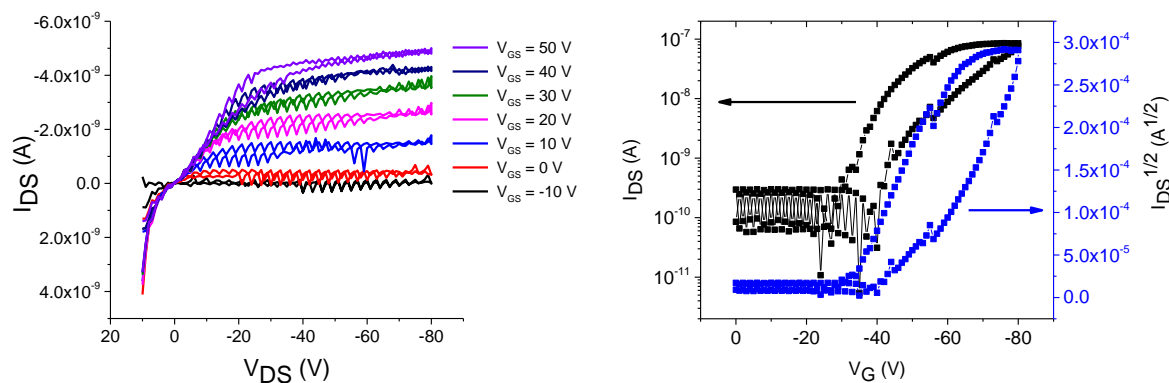 -6.0x10⁻⁹
-4.0x10⁻⁹
-2.0x10⁻⁹
0.0
2.0x10⁻⁹
4.0x10⁻⁹
I_DS (A)
20 0 -20 -40 -60 -80
V_DS (V)
V_GS = 50 V
V_GS = 40 V
V_GS = 30 V
V_GS = 20 V
V_GS = 10 V
V_GS = 0 V
V_GS = -10 V
10⁻⁷
10⁻⁸
10⁻⁹
10⁻¹⁰
10⁻¹¹
I_DS (A)
0 -20 -40 -60 -80
V_G (V)
3.0x10⁻⁴
2.5x10⁻⁴
2.0x10⁻⁴
1.5x10⁻⁴
1.0x10⁻⁴
5.0x10⁻⁵
0.0
I_DS^1/2 (A^1/2)